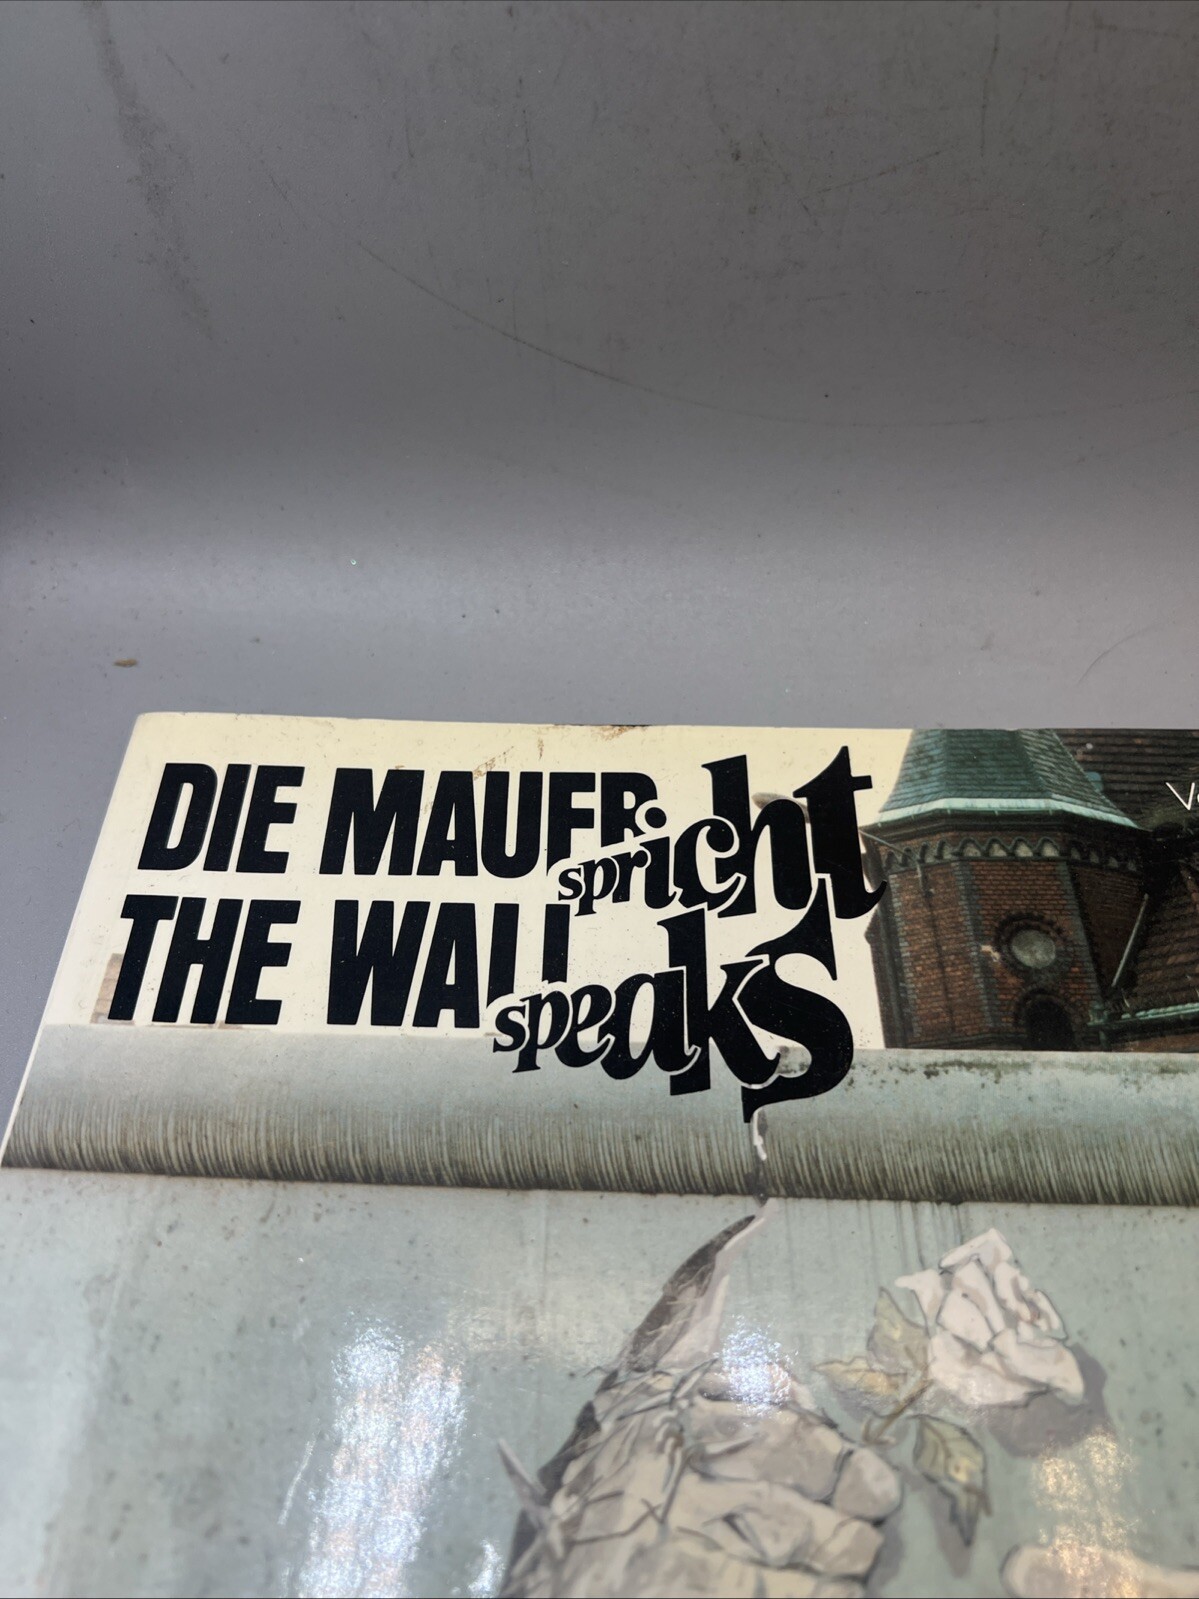 DIE MAUER spricht
THE WALL speaks